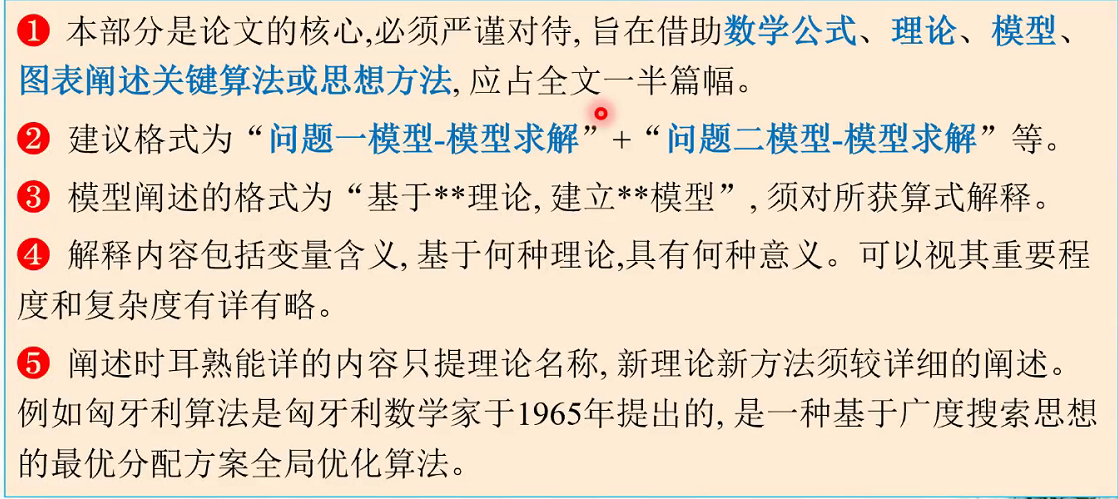 ❶ 本部分是论文的核心,必须严谨对待, 旨在借助数学公式、理论、模型、
图表阐述关键算法或思想方法, 应占全文一半篇幅。
❷ 建议格式为“问题一模型-模型求解”+“问题二模型-模型求解”等。
❸ 模型阐述的格式为“基于**理论, 建立**模型”, 须对所获算式解释。
❹ 解释内容包括变量含义, 基于何种理论,具有何种意义。可以视其重要程
度和复杂度有详有略。
❺ 阐述时耳熟能详的内容只提理论名称, 新理论新方法须较详细的阐述。
例如匈牙利算法是匈牙利数学家于1965年提出的, 是一种基于广度搜索思想
的最优分配方案全局优化算法。